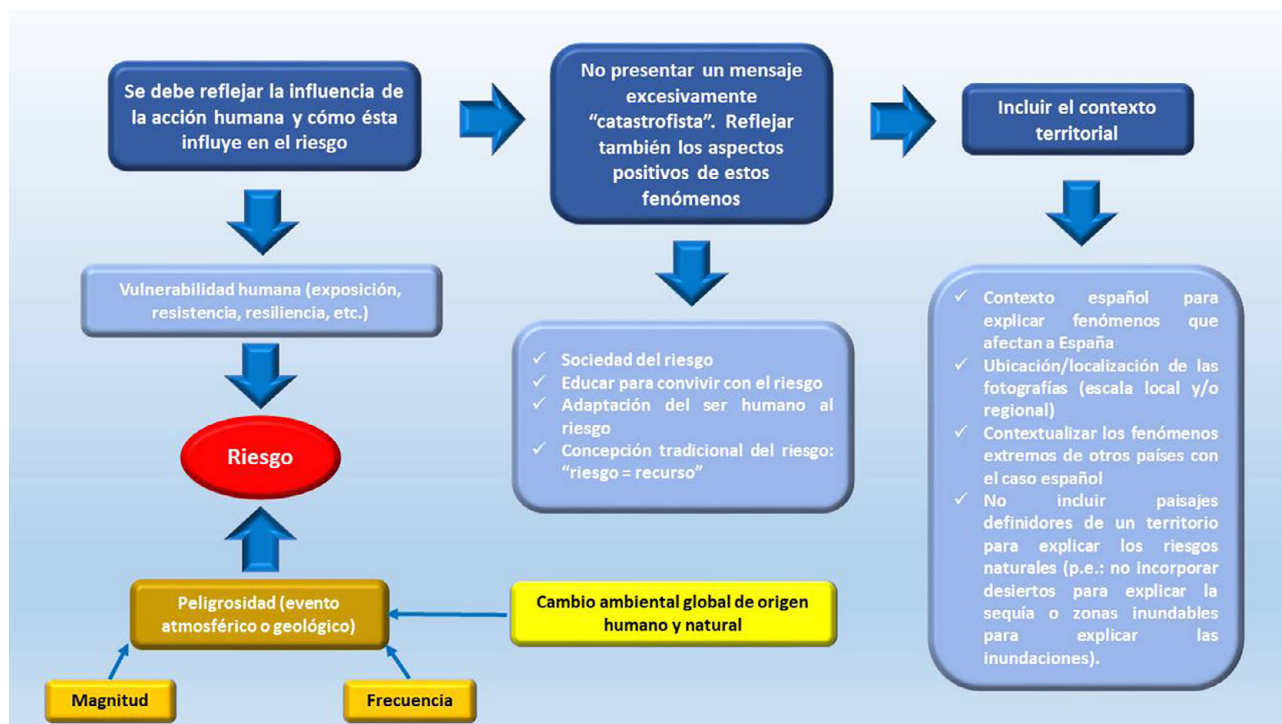 Se debe reflejar la influencia de
la acción humana y cómo ésta
influye en el riesgo
No presentar un mensaje
excesivamente
“catastrofista”. Reflejar
también los aspectos
positivos de estos
fenómenos
Incluir el contexto
territorial
Vulnerabilidad humana (exposición,
resistencia, resiliencia, etc.)
Riesgo
Peligrosidad (evento
atmosférico o geológico)
Cambio ambiental global de origen
humano y natural
Magnitud
Frecuencia
✓ Sociedad del riesgo
✓ Educar para convivir con el riesgo
✓ Adaptación del ser humano al
riesgo
✓ Concepción tradicional del riesgo:
“riesgo = recurso”
✓ Contexto español para
explicar fenómenos que
afectan a España
✓ Ubicación/localización de las
fotografías (escala local y/o
regional)
✓ Contextualizar los fenómenos
extremos de otros países con
el caso español
✓ No incluir paisajes
definidores de un territorio
para explicar los riesgos
naturales (p.e.: no incorporar
desiertos para explicar la
sequía o zonas inundables
para explicar las
inundaciones).